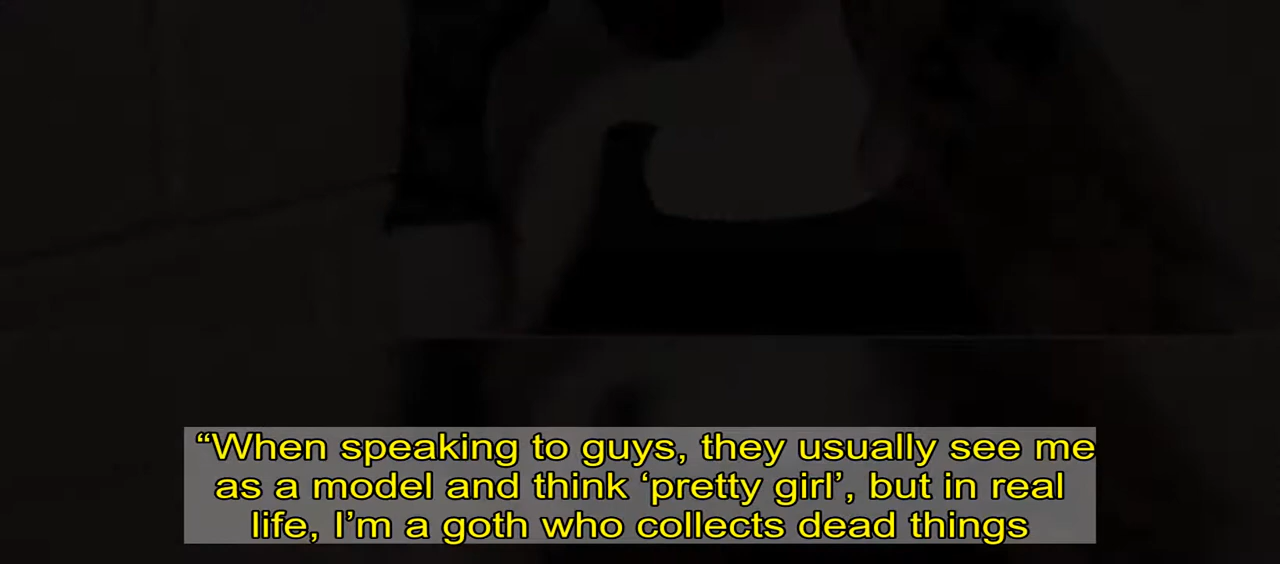 “When speaking to guys, they usually see me
as a model and think ‘pretty girl’, but in real
life, I’m a goth who collects dead things